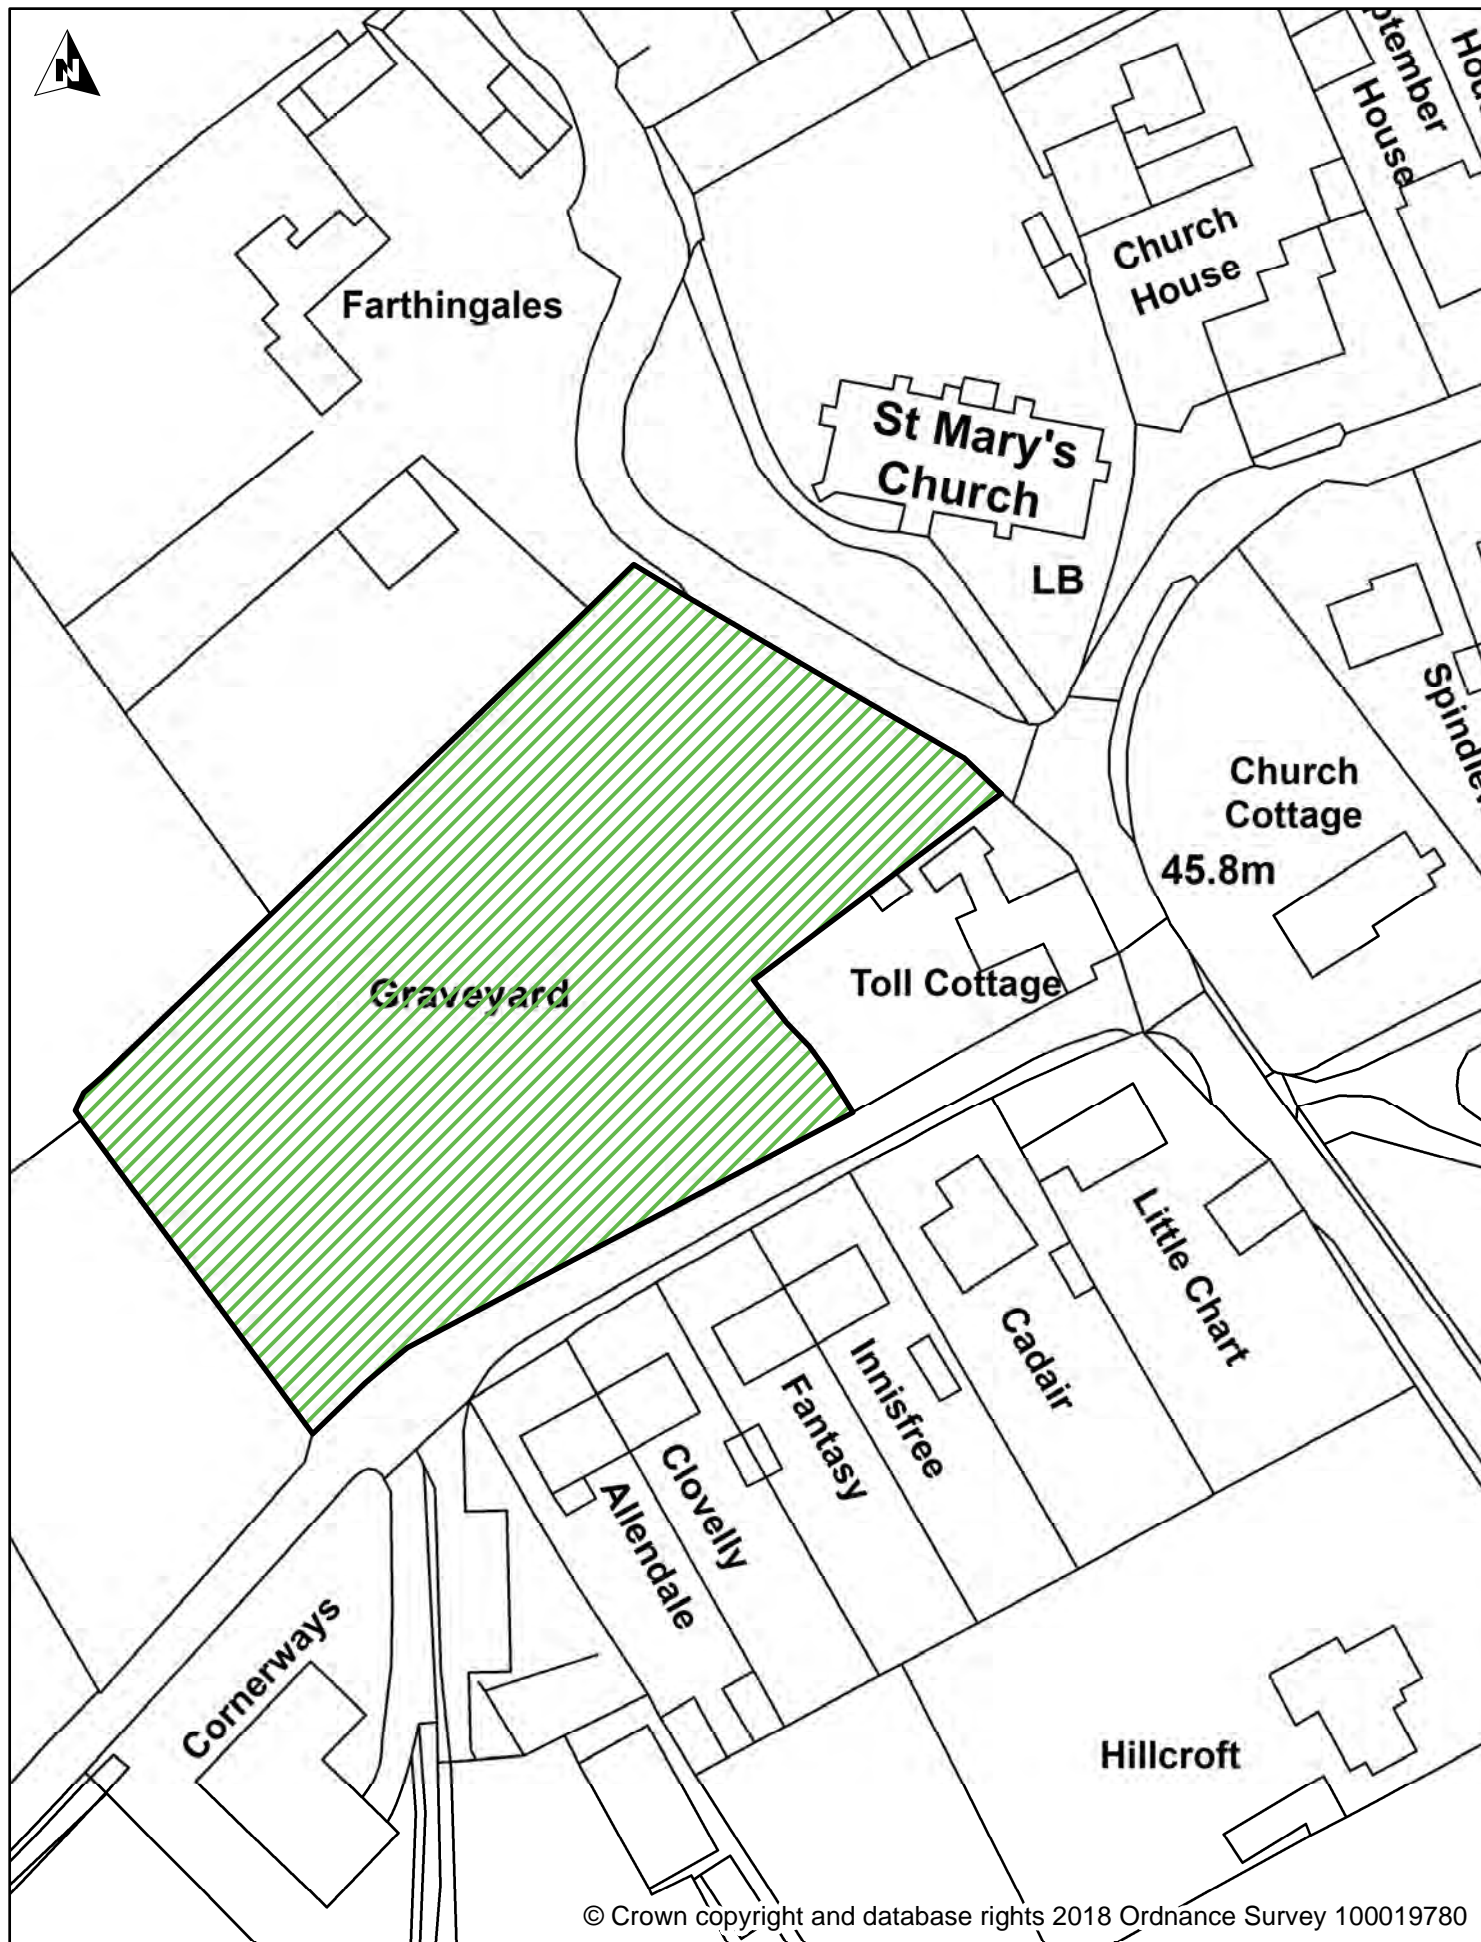 N
ptember
House
Church
House
Farthingales
St Mary's
Church
LB
Church
Cottage
45.8m
Toll Cottage
Graveyard
Little Chart
Cadair
Innisfree
Fantasy
Clovelly
Allendale
Cornerways
Hillcroft
© Crown copyright and database rights 2018 Ordnance Survey 100019780